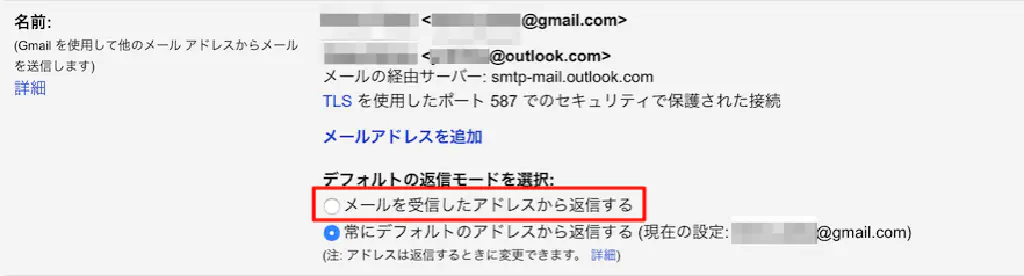 名前:
(Gmail を使用して他のメール アドレスからメール
を送信します)
詳細
<@gmail.com>
<@outlook.com>
メールの経由サーバー: smtp-mail.outlook.com
TLS を使用したポート 587 でのセキュリティで保護された接続
メールアドレスを追加
デフォルトの返信モードを選択:
メールを受信したアドレスから返信する
常にデフォルトのアドレスから返信する (現在の設定: @gmail.com)
(注: アドレスは返信するときに変更できます。 詳細)